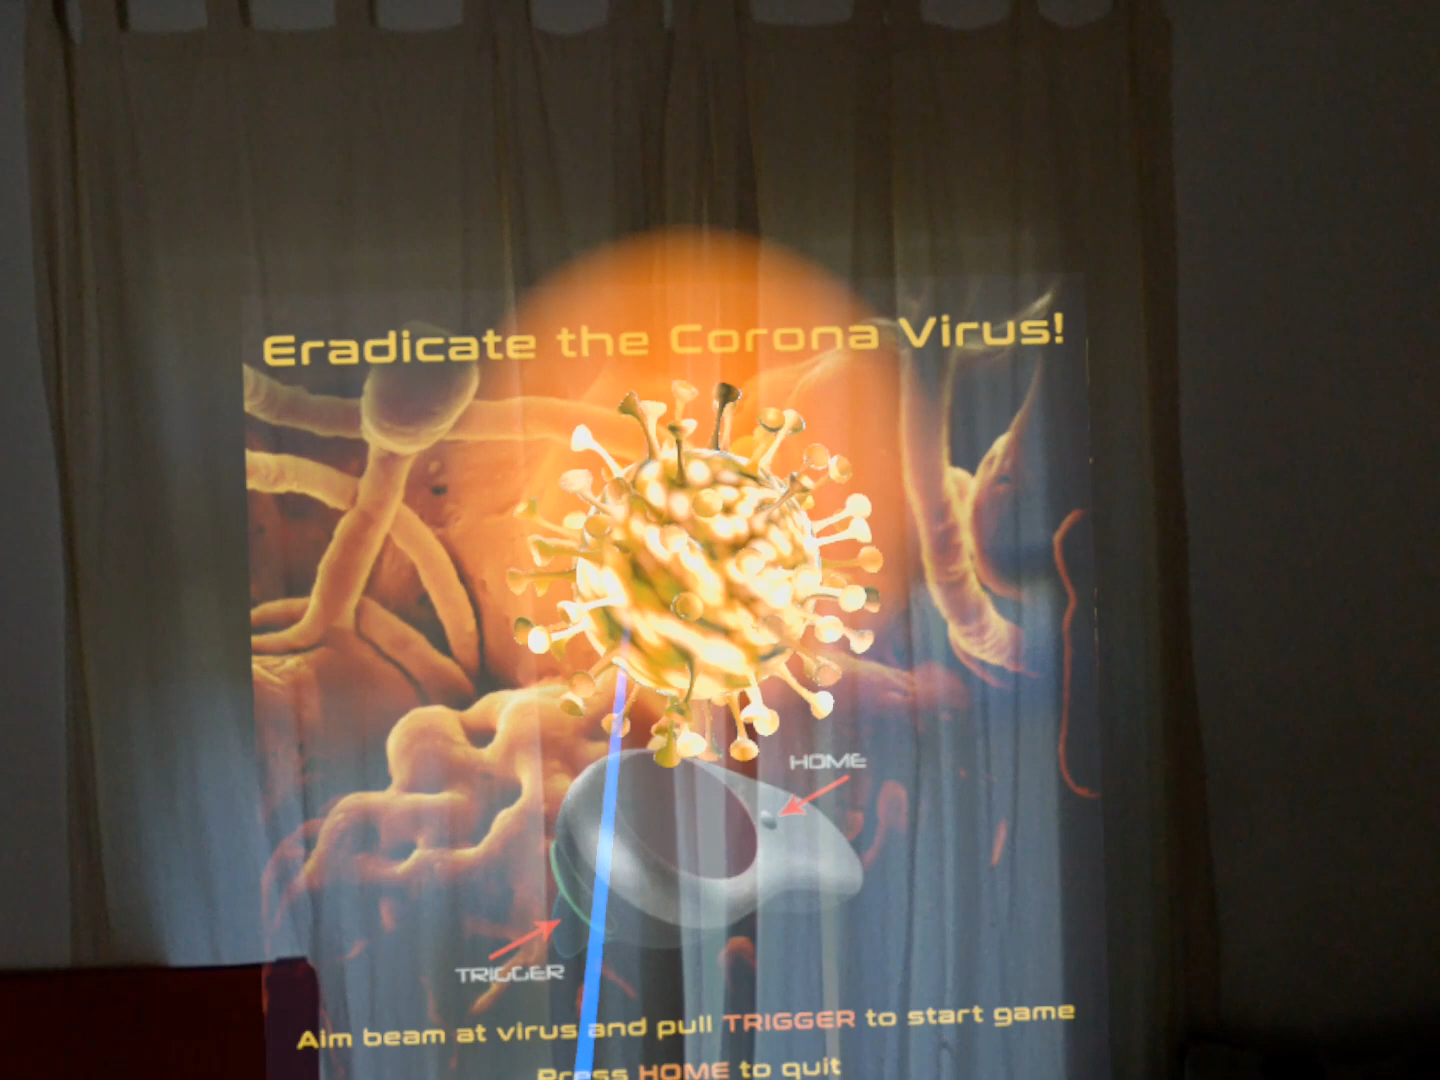 Eradicate the Corona Virus!
HOME
TRIGGER
Aim beam at virus and pull TRIGGER to start game
Press HOME to quit